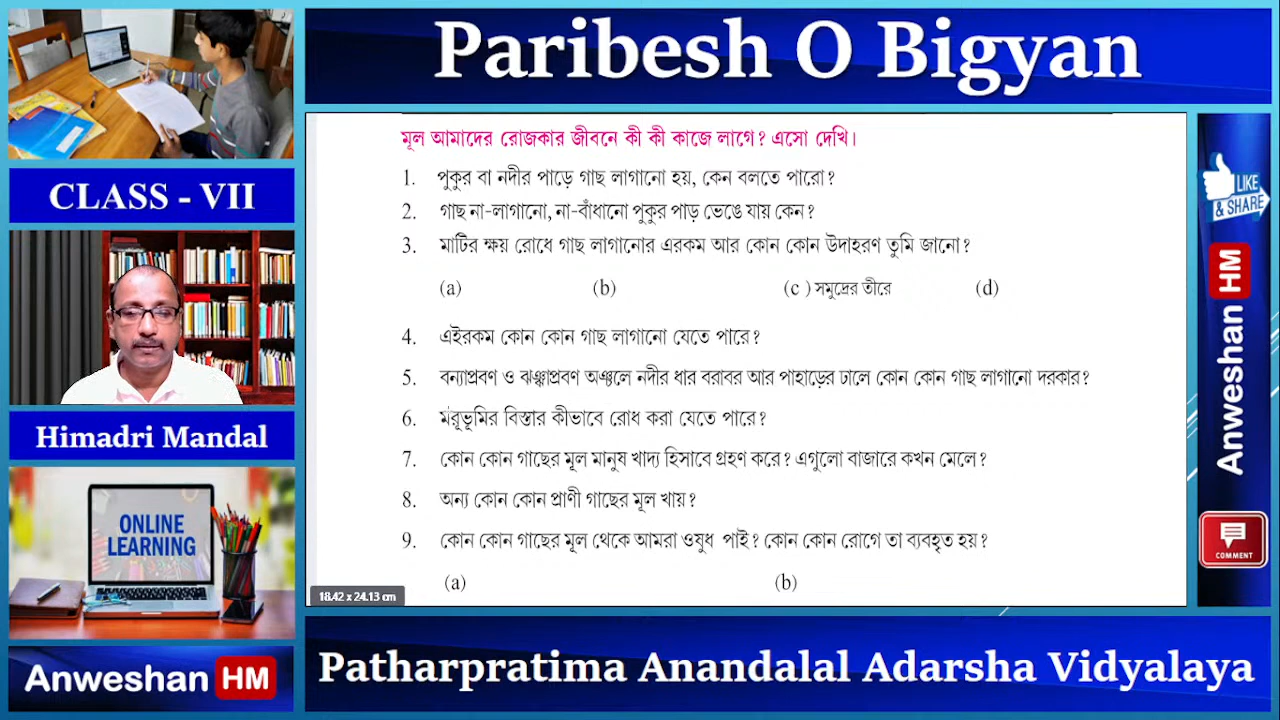 Paribesh O Bigyan
CLASS - VII
Himadri Mandal
ONLINE
LEARNING
Anweshan HM
মূল আমাদের রোজকার জীবনে কী কী কাজে লাগে? এসো দেখি।
1. পুকুর বা নদীর পাড়ে গাছ লাগানো হয়, কেন বলতে পারো?
2. গাছ না-লাগানো, না-বাঁধানো পুকুর পাড় ভেঙে যায় কেন?
3. মাটির ক্ষয় রোধে গাছ লাগানোর এরকম আর কোন কোন উদাহরণ তুমি জানো?
(a) (b) (c ) সমুদ্রের তীরে (d)
4. এইরকম কোন কোন গাছ লাগানো যেতে পারে?
5. বন্যাপ্রবণ ও ঝঞ্ঝাপ্রবণ অঞ্চলে নদীর ধার বরাবর আর পাহাড়ের ঢালে কোন কোন গাছ লাগানো দরকার?
6. মরুভূমির বিস্তার কীভাবে রোধ করা যেতে পারে?
7. কোন কোন গাছের মূল মানুষ খাদ্য হিসাবে গ্রহণ করে? এগুলো বাজারে কখন মেলে?
8. অন্য কোন কোন প্রাণী গাছের মূল খায়?
9. কোন কোন গাছের মূল থেকে আমরা ওষুধ পাই? কোন কোন রোগে তা ব্যবহৃত হয়?
(a) (b)
18.42 x 24.13 cm
LIKE
& SHARE
Anweshan HM
COMMENT
Patharpratima Anandalal Adarsha Vidyalaya